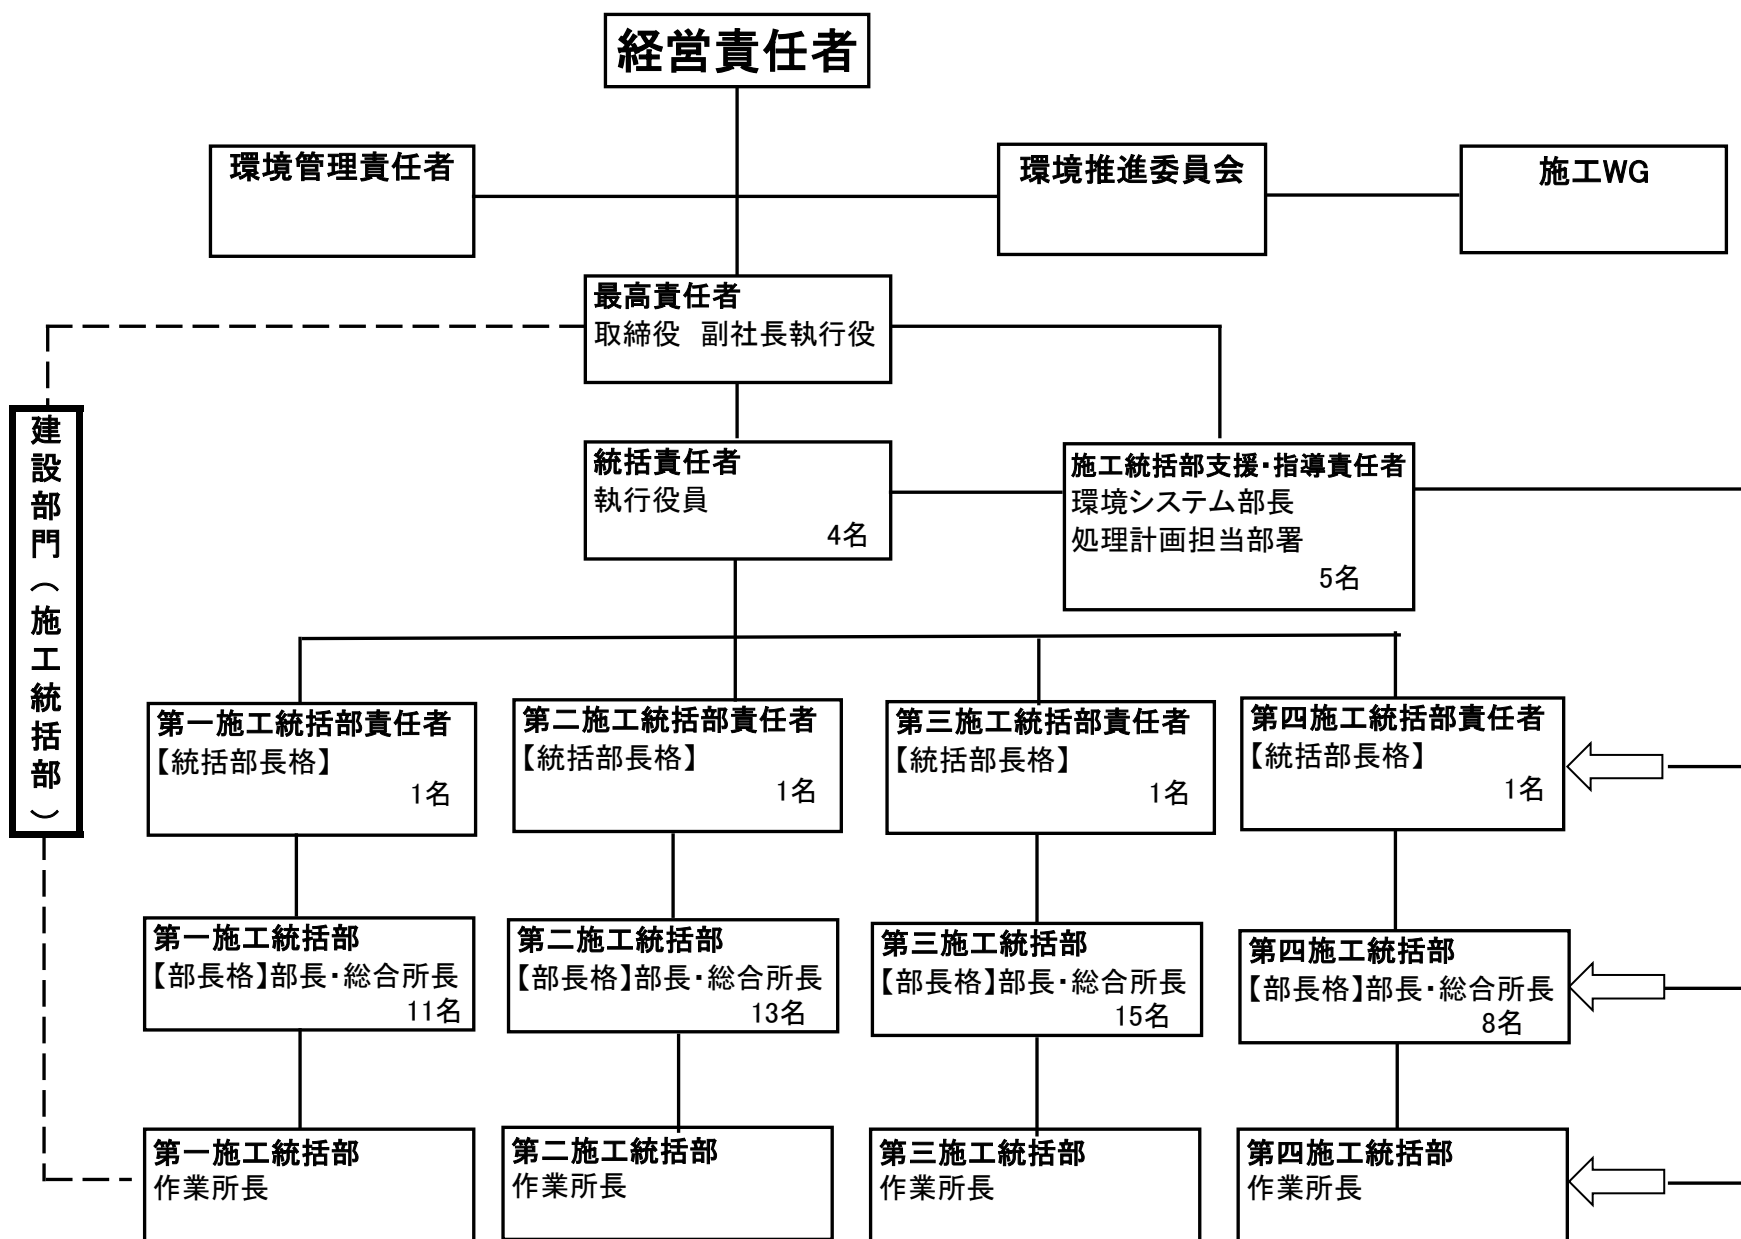 経営責任者
環境管理責任者
環境推進委員会
施工WG
最高責任者
取締役　副社長執行役
建設部門（施工統括部）
統括責任者
執行役員
4名
施工統括部支援・指導責任者
環境システム部長
処理計画担当部署
5名
第一施工統括部責任者
【統括部長格】
1名
第二施工統括部責任者
【統括部長格】
1名
第三施工統括部責任者
【統括部長格】
1名
第四施工統括部責任者
【統括部長格】
1名
第一施工統括部
【部長格】部長・総合所長
11名
第二施工統括部
【部長格】部長・総合所長
13名
第三施工統括部
【部長格】部長・総合所長
15名
第四施工統括部
【部長格】部長・総合所長
8名
第一施工統括部
作業所長
第二施工統括部
作業所長
第三施工統括部
作業所長
第四施工統括部
作業所長